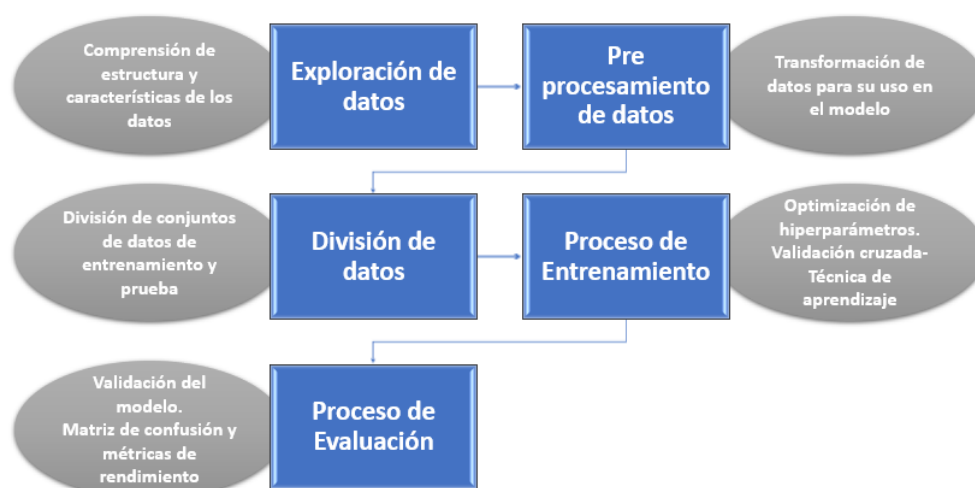 Comprensión de
estructura y
características de los
datos
Exploración de
datos
Pre
procesamiento
de datos
Transformación de
datos para su uso en
el modelo
División de conjuntos
de datos de
entrenamiento y
prueba
División de
datos
Proceso de
Entrenamiento
Optimización de
hiperparámetros.
Validación cruzada-
Técnica de
aprendizaje
Validación del
modelo.
Matriz de confusión y
métricas de
rendimiento
Proceso de
Evaluación